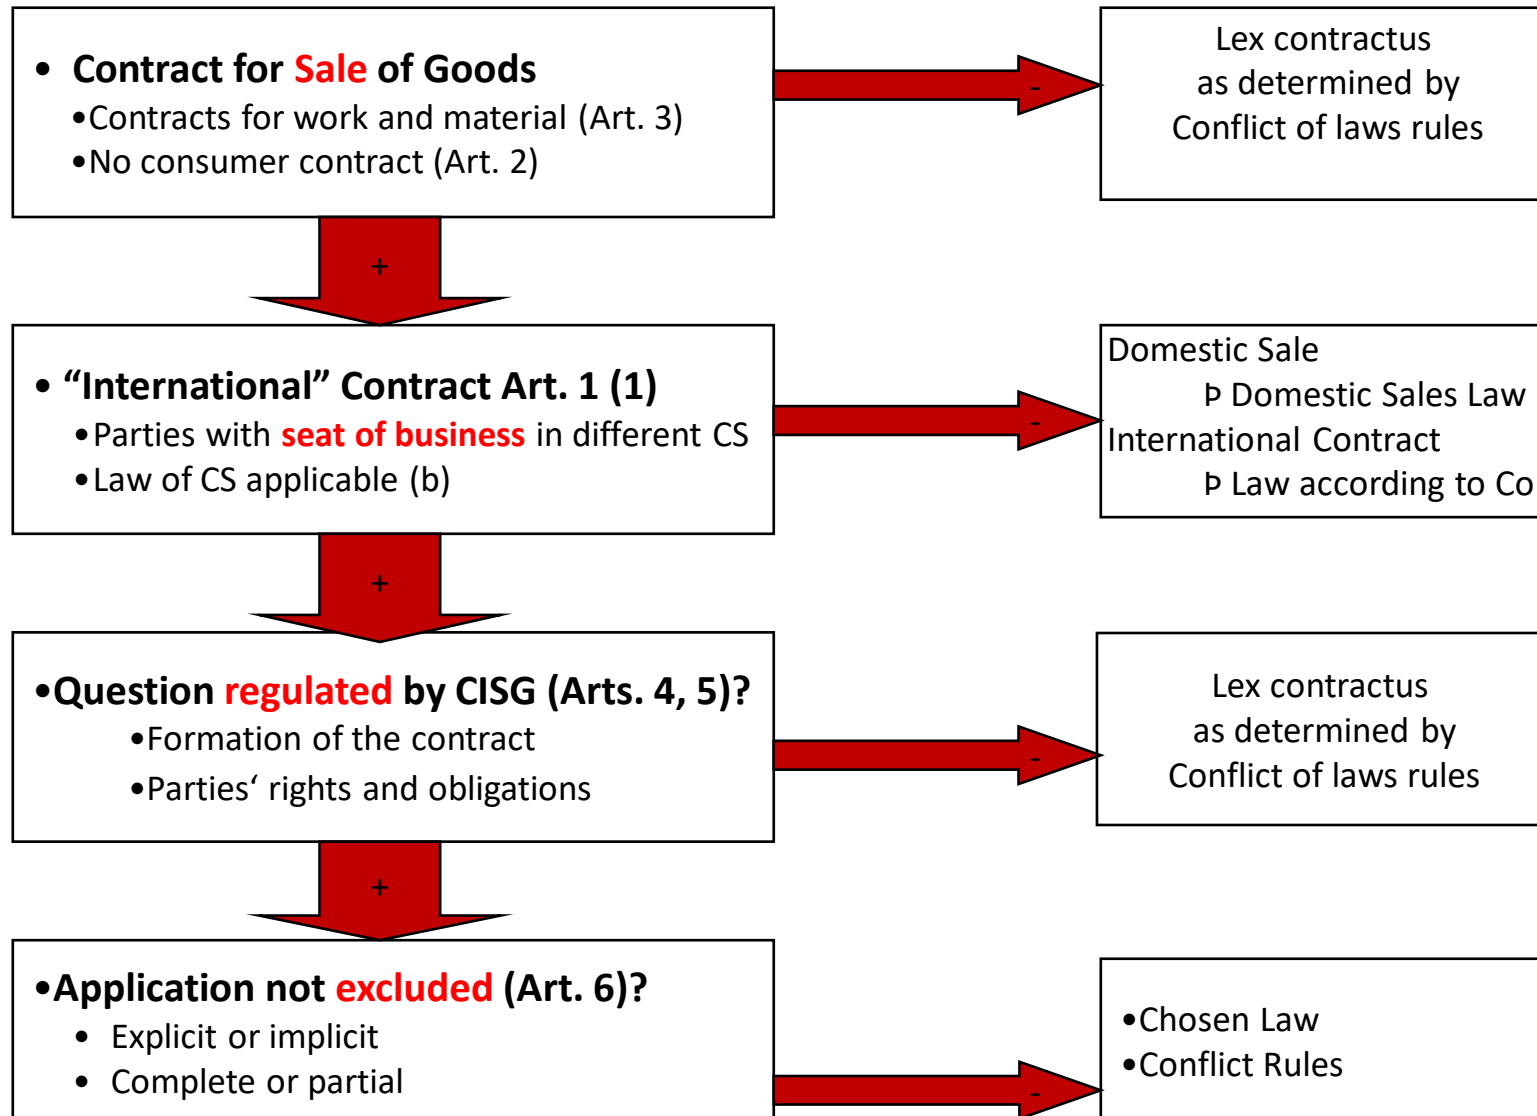 • Contract for Sale of Goods
•Contracts for work and material (Art. 3)
•No consumer contract (Art. 2)
-
Lex contractus
as determined by
Conflict of laws rules
+
• “International” Contract Art. 1 (1)
•Parties with seat of business in different CS
•Law of CS applicable (b)
-
Domestic Sale
Þ Domestic Sales Law
International Contract
Þ Law according to Co
+
•Question regulated by CISG (Arts. 4, 5)?
•Formation of the contract
•Parties‘ rights and obligations
-
Lex contractus
as determined by
Conflict of laws rules
+
•Application not excluded (Art. 6)?
• Explicit or implicit
• Complete or partial
-
•Chosen Law
•Conflict Rules